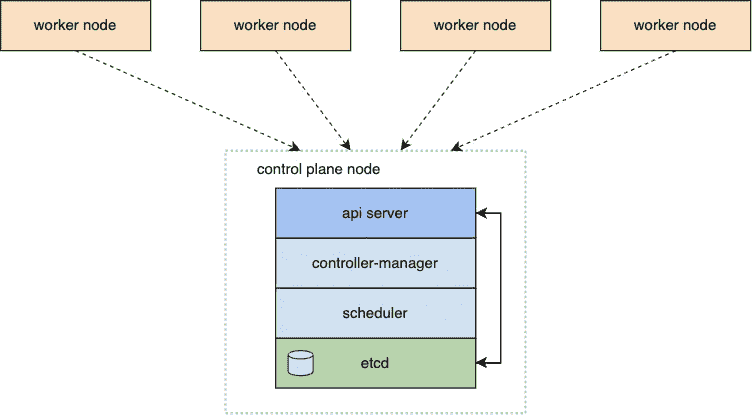 worker node
worker node
worker node
worker node
control plane node
api server
controller-manager
scheduler
etcd